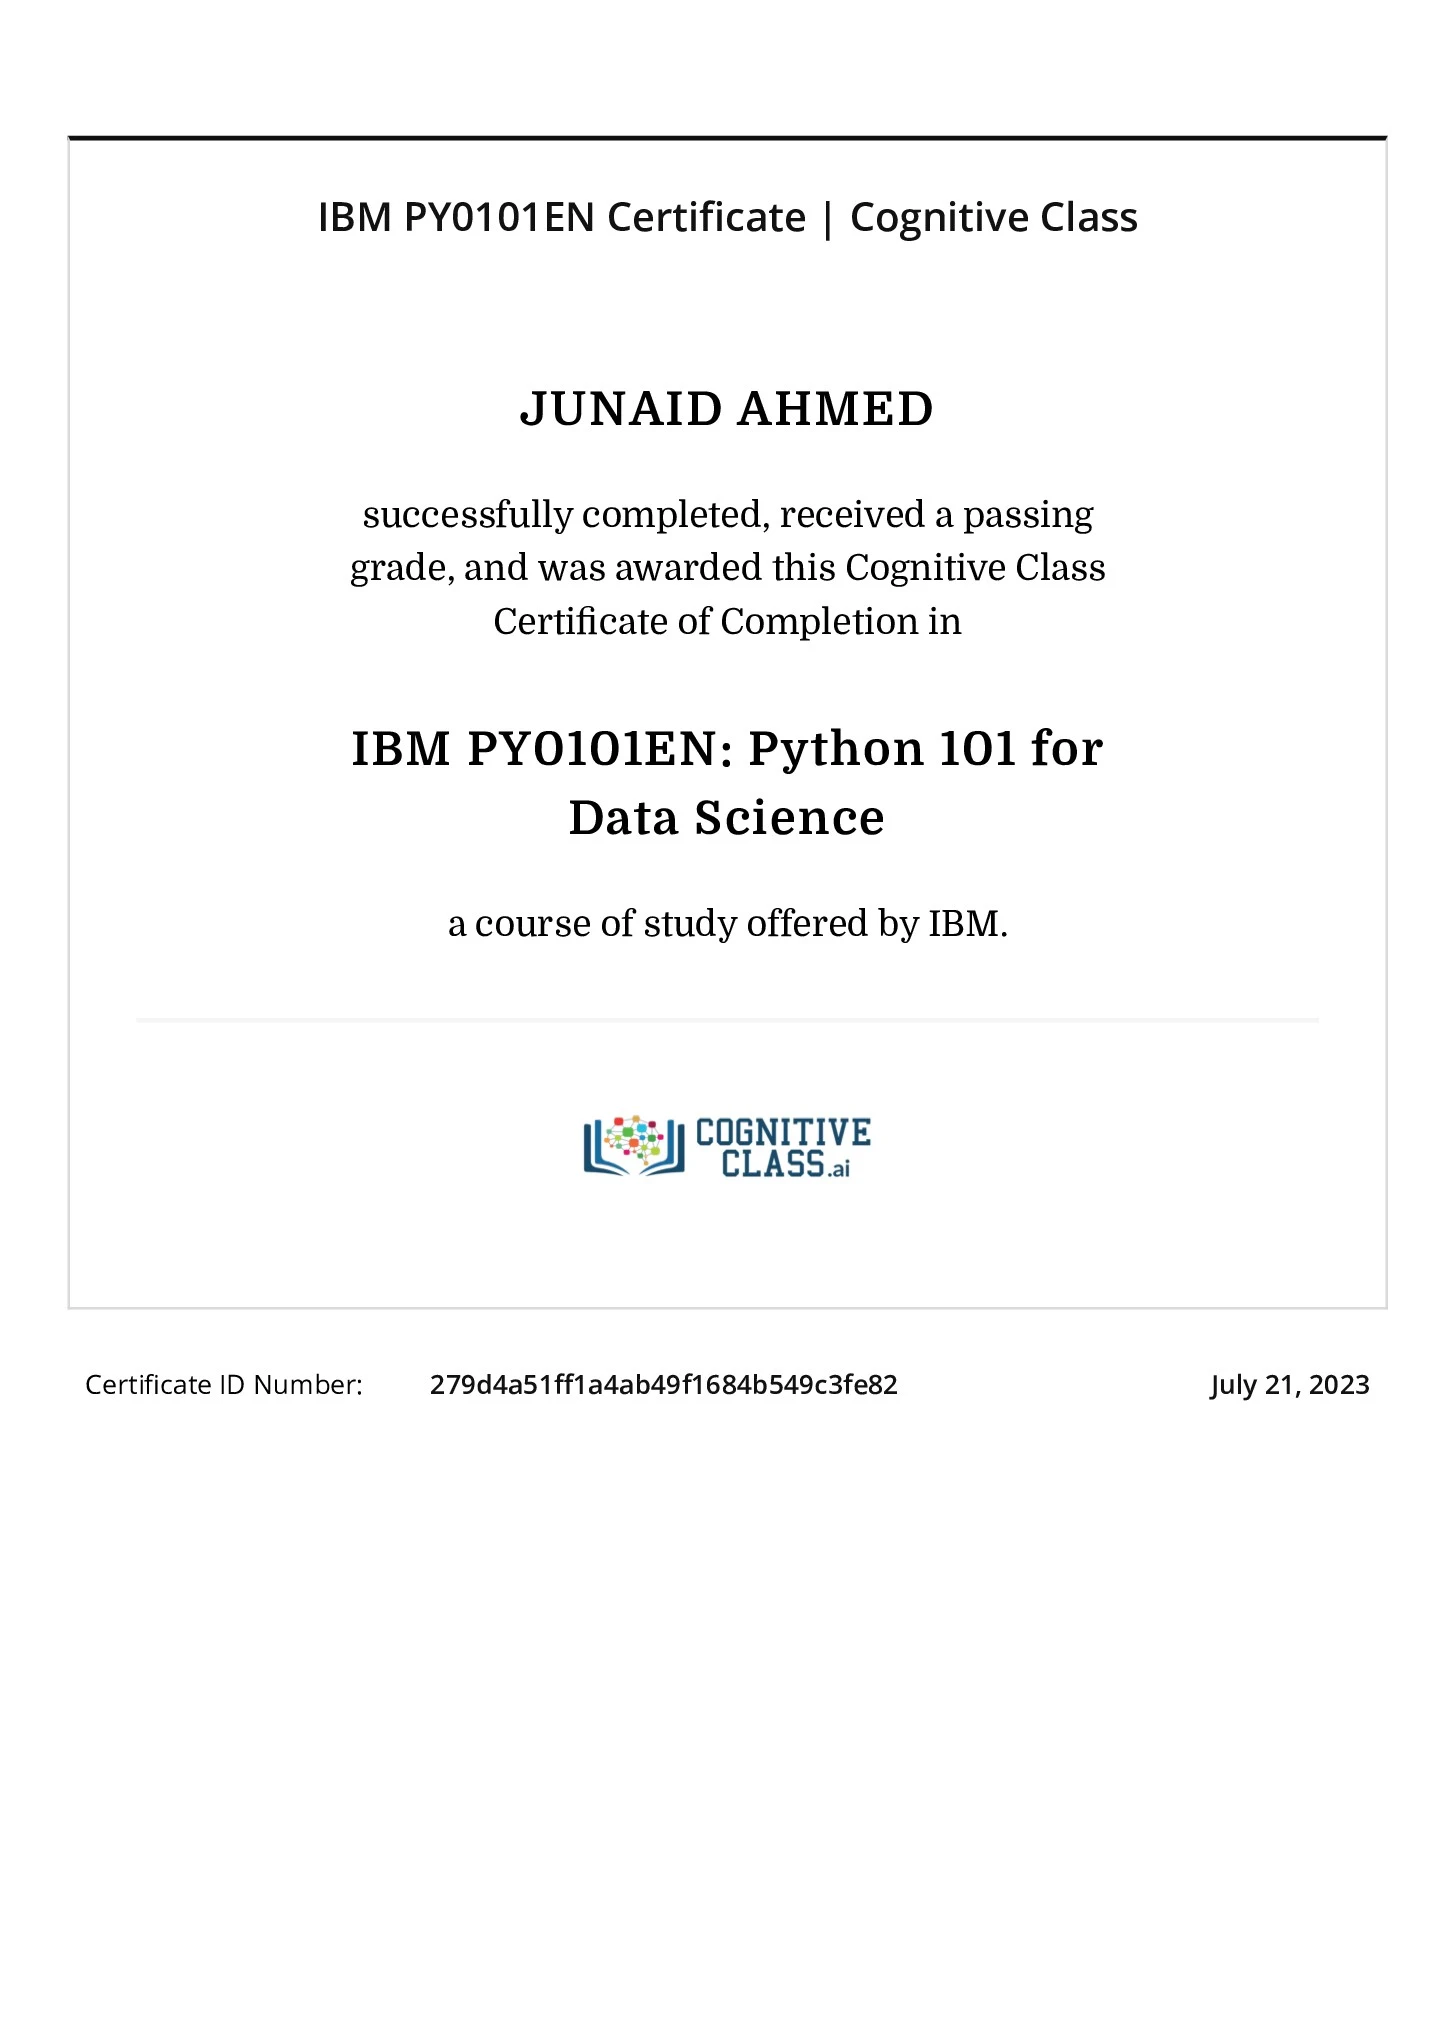 IBM PY0101EN Certificate | Cognitive Class
JUNAID AHMED
successfully completed, received a passing
grade, and was awarded this Cognitive Class
Certificate of Completion in
IBM PY0101EN: Python 101 for
Data Science
a course of study offered by IBM.
COGNITIVE
CLASS.ai
Certificate ID Number: 279d4a51ff1a4ab49f1684b549c3fe82 July 21, 2023